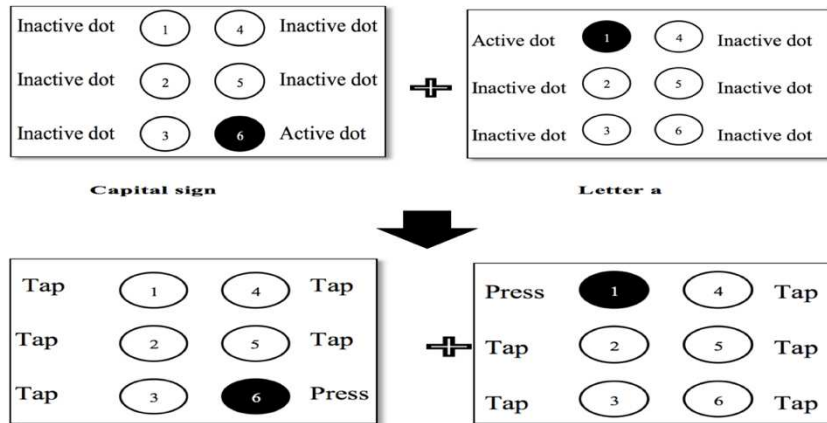 Inactive dot 1 4 Inactive dot
Inactive dot 2 5 Inactive dot
Inactive dot 3 6 Active dot
Capital sign
Active dot 1 4 Inactive dot
Inactive dot 2 5 Inactive dot
Inactive dot 3 6 Inactive dot
Letter a
Tap 1 4 Tap
Tap 2 5 Tap
Tap 3 6 Press
Press 1 4 Tap
Tap 2 5 Tap
Tap 3 6 Tap